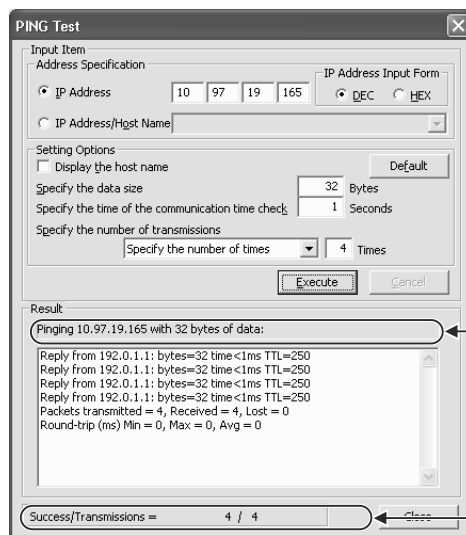 PING Test
Input Item
Address Specification
IP Address
10 97 19 165
IP Address Input Form
DEC HEX
IP Address/Host Name
Setting Options
Display the host name
Default
Specify the data size
32 Bytes
Specify the time of the communication time check
1 Seconds
Specify the number of transmissions
Specify the number of times
4 Times
Execute
Cancel
Result
Pinging 10.97.19.165 with 32 bytes of data:
Reply from 192.0.1.1: bytes=32 time<1ms TTL=250
Reply from 192.0.1.1: bytes=32 time<1ms TTL=250
Reply from 192.0.1.1: bytes=32 time<1ms TTL=250
Reply from 192.0.1.1: bytes=32 time<1ms TTL=250
Packets transmitted = 4, Received = 4, Lost = 0
Round-trip (ms) Min = 0, Max = 0, Avg = 0
Success/Transmissions = 4 / 4
Close